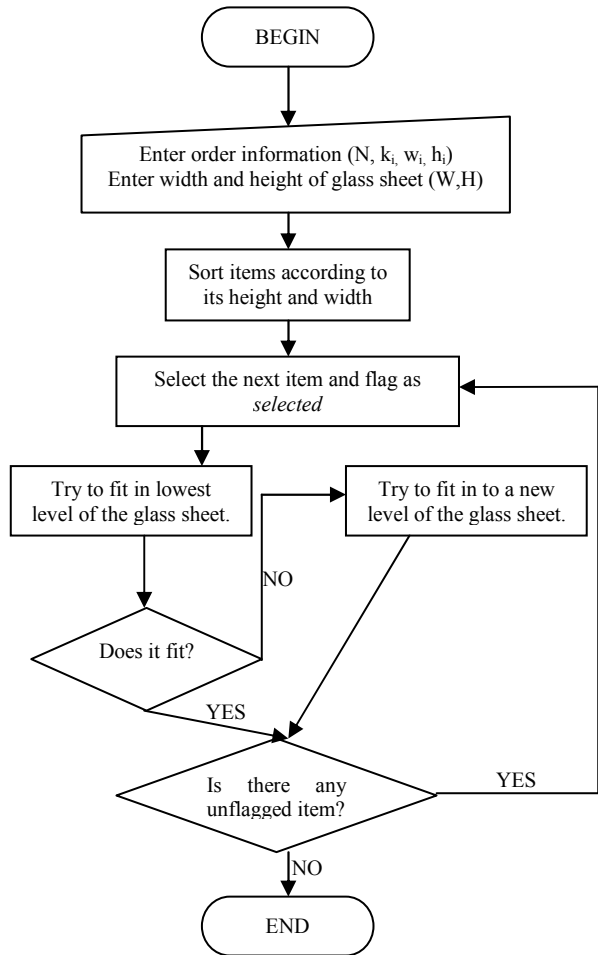 BEGIN
Enter order information (N, kᵢ, wᵢ, hᵢ)
Enter width and height of glass sheet (W,H)
Sort items according to
its height and width
Select the next item and flag as
selected
Try to fit in lowest
level of the glass sheet.
Try to fit in to a new
level of the glass sheet.
NO
Does it fit?
YES
Is there any
unflagged item?
YES
NO
END